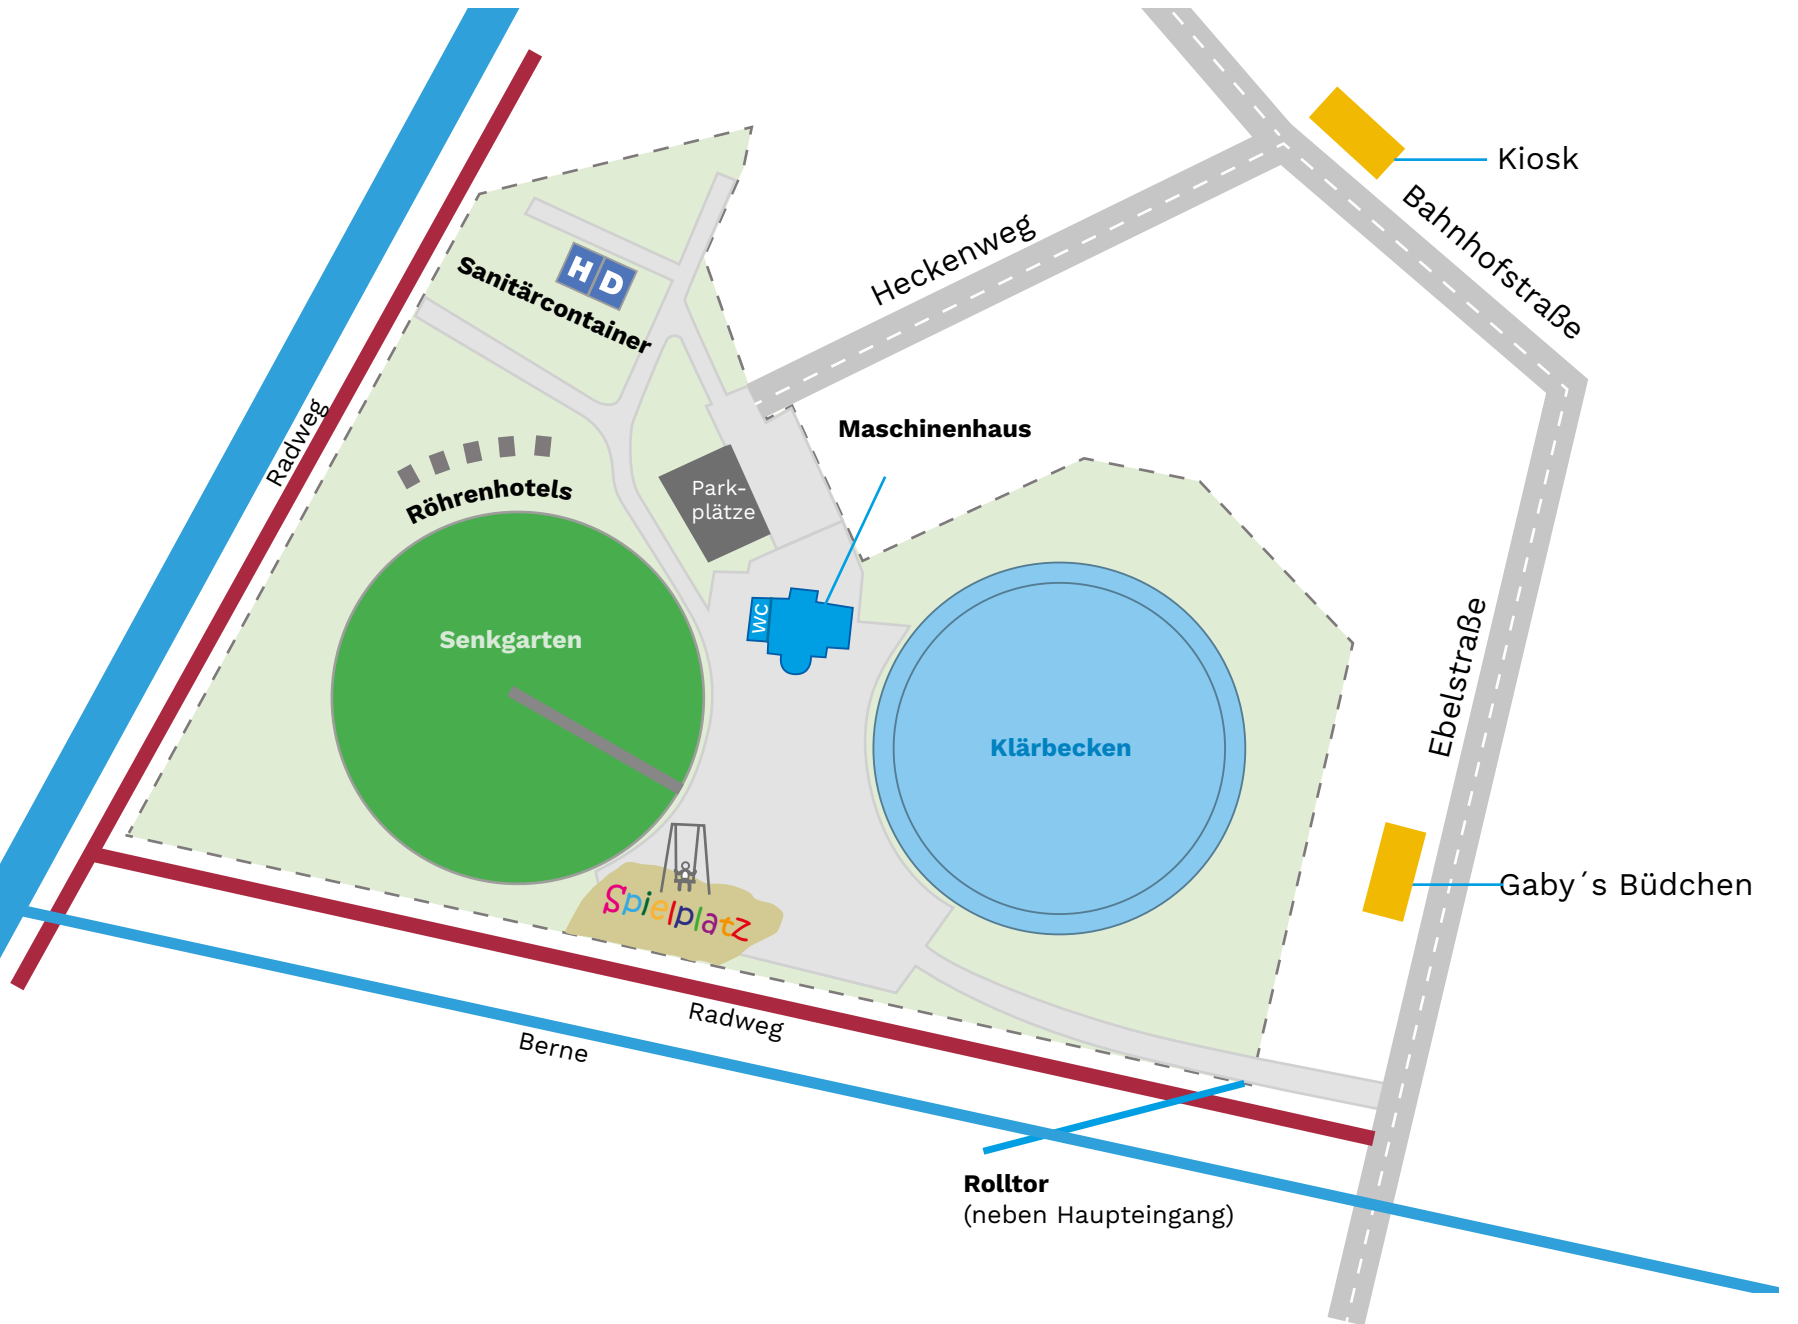 Kiosk
Bahnhofstraße
Heckenweg
H D
Sanitärcontainer
Radweg
Maschinenhaus
Röhrenhotels
Park-
plätze
WC
Senkgarten
Klärbecken
Ebelstraße
Gaby´s Büdchen
Spielplatz
Radweg
Berne
Rolltor
(neben Haupteingang)